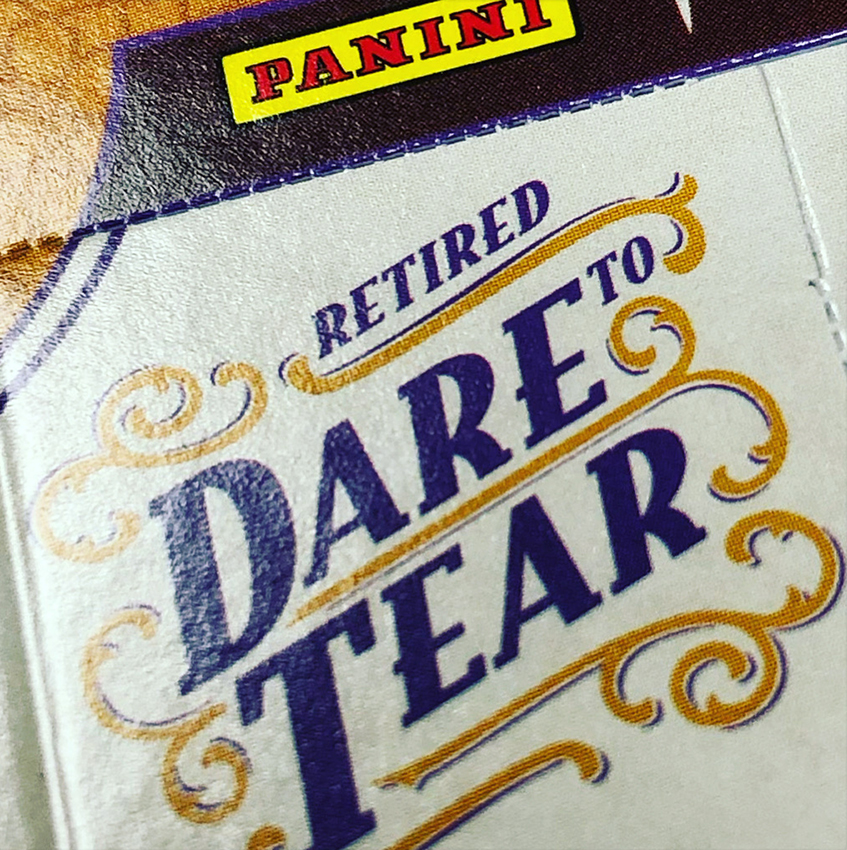 PANINI
RETIRED
DARE TO
TEAR